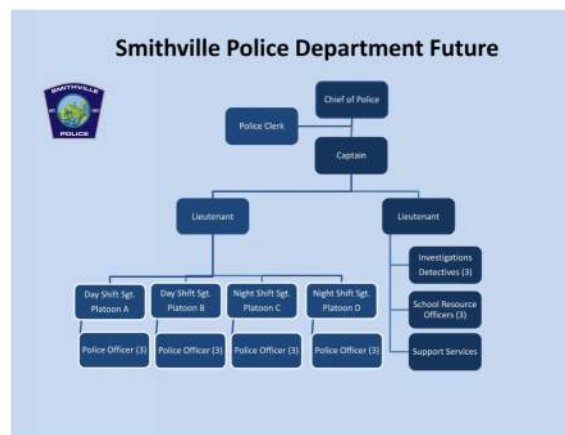 Smithville Police Department Future
SMITHVILLE
POLICE
Chief of Police
Police Clerk
Captain
Lieutenant
Lieutenant
Investigations
Detectives (3)
Day Shift Sgt.
Platoon A
Day Shift Sgt.
Platoon B
Night Shift Sgt.
Platoon C
Night Shift Sgt.
Platoon D
School Resource
Officers (3)
Police Officer (3)
Police Officer (3)
Police Officer (3)
Police Officer (3)
Support Services